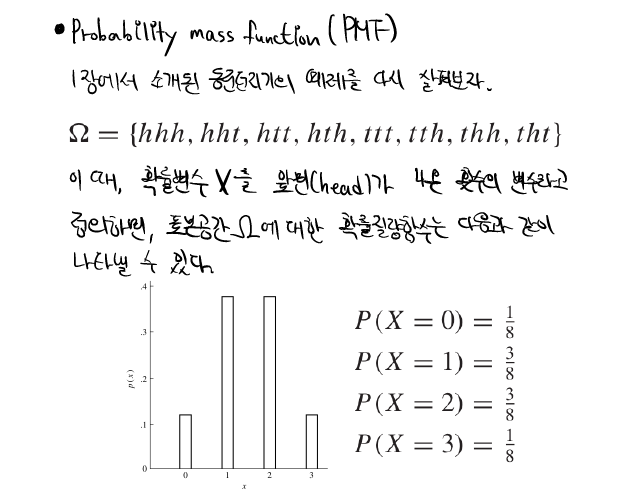 • Probability mass function (PMF)
1장에서 소개된 동전던지기의 예제를 다시 살펴보자.
Ω = {hhh, hht, htt, hth, ttt, tth, thh, tht}
이 때, 확률변수 X를 앞면(head)가 나온 횟수의 변수라고
정의하면, 표본공간 Ω에 대한 확률질량함수는 다음과 같이
나타낼 수 있다.
.4
.3
.2
.1
0
p(x)
0 1 2 3
x
P(X = 0) = 1/8
P(X = 1) = 3/8
P(X = 2) = 3/8
P(X = 3) = 1/8